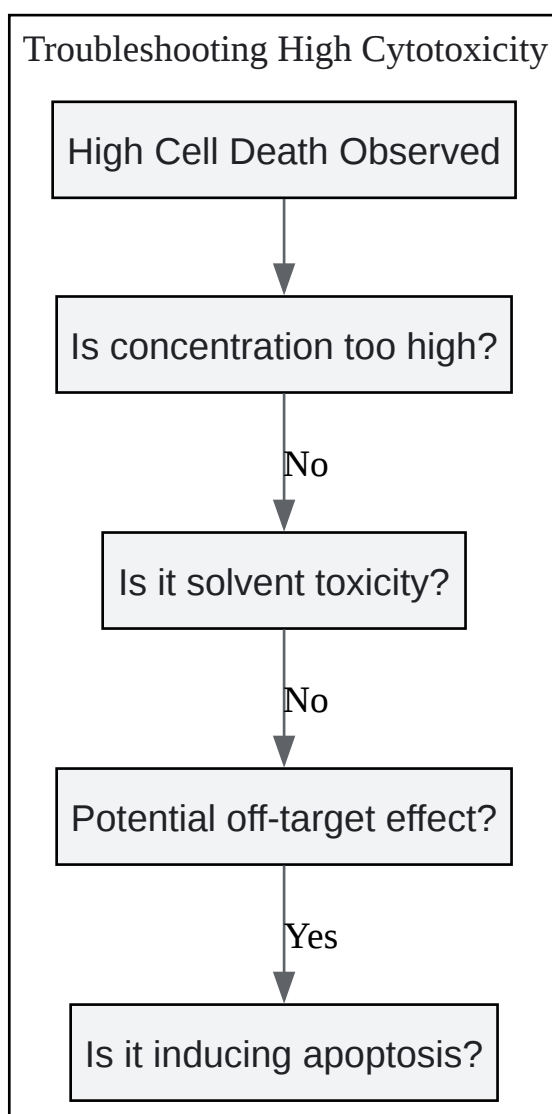 Troubleshooting High Cytotoxicity
High Cell Death Observed
Is concentration too high?
No
Is it solvent toxicity?
No
Potential off-target effect?
Yes
Is it inducing apoptosis?